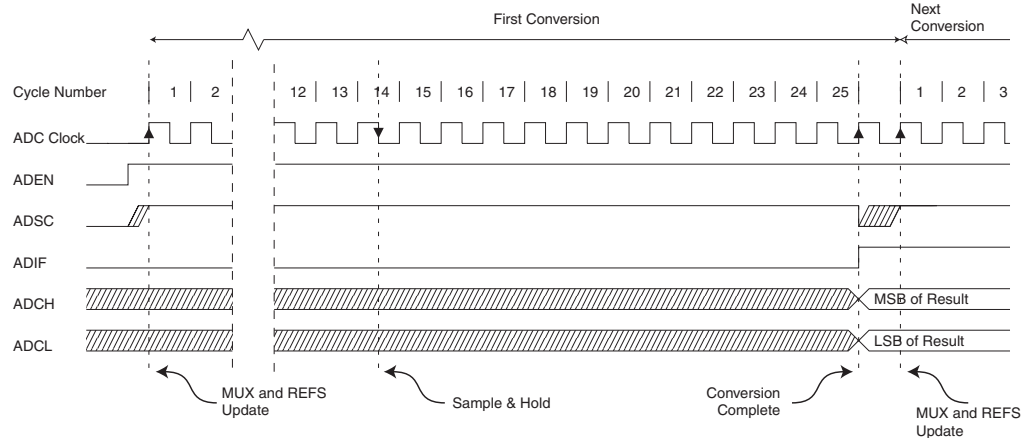 First Conversion
Next
Conversion
Cycle Number 1 2 12 13 14 15 16 17 18 19 20 21 22 23 24 25 1 2 3
ADC Clock
ADEN
ADSC
ADIF
ADCH MSB of Result
ADCL LSB of Result
MUX and REFS
Update
Sample & Hold
Conversion
Complete
MUX and REFS
Update